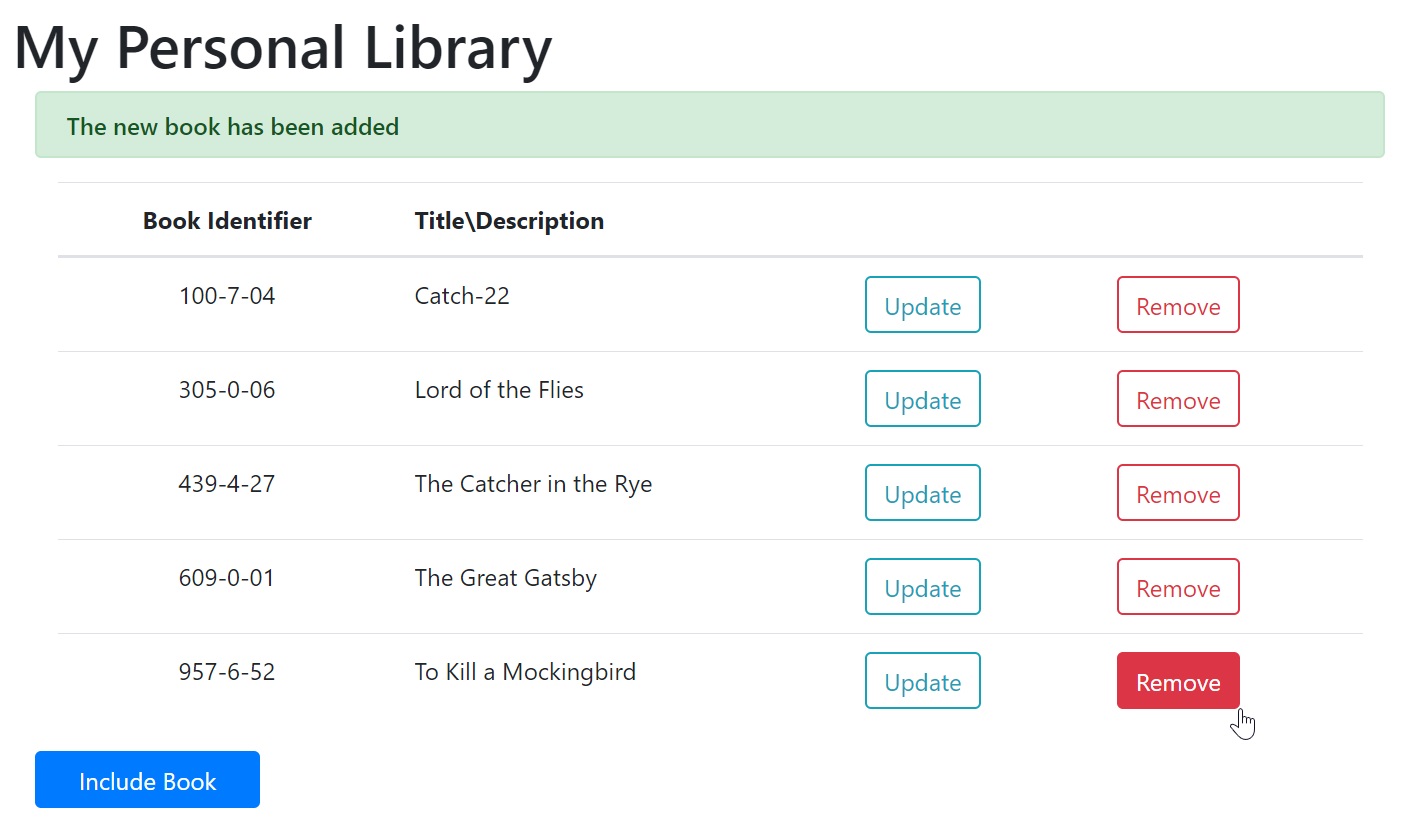 My Personal Library
The new book has been added
Book Identifier Title\Description
100-7-04 Catch-22 Update Remove
305-0-06 Lord of the Flies Update Remove
439-4-27 The Catcher in the Rye Update Remove
609-0-01 The Great Gatsby Update Remove
957-6-52 To Kill a Mockingbird Update Remove
Include Book